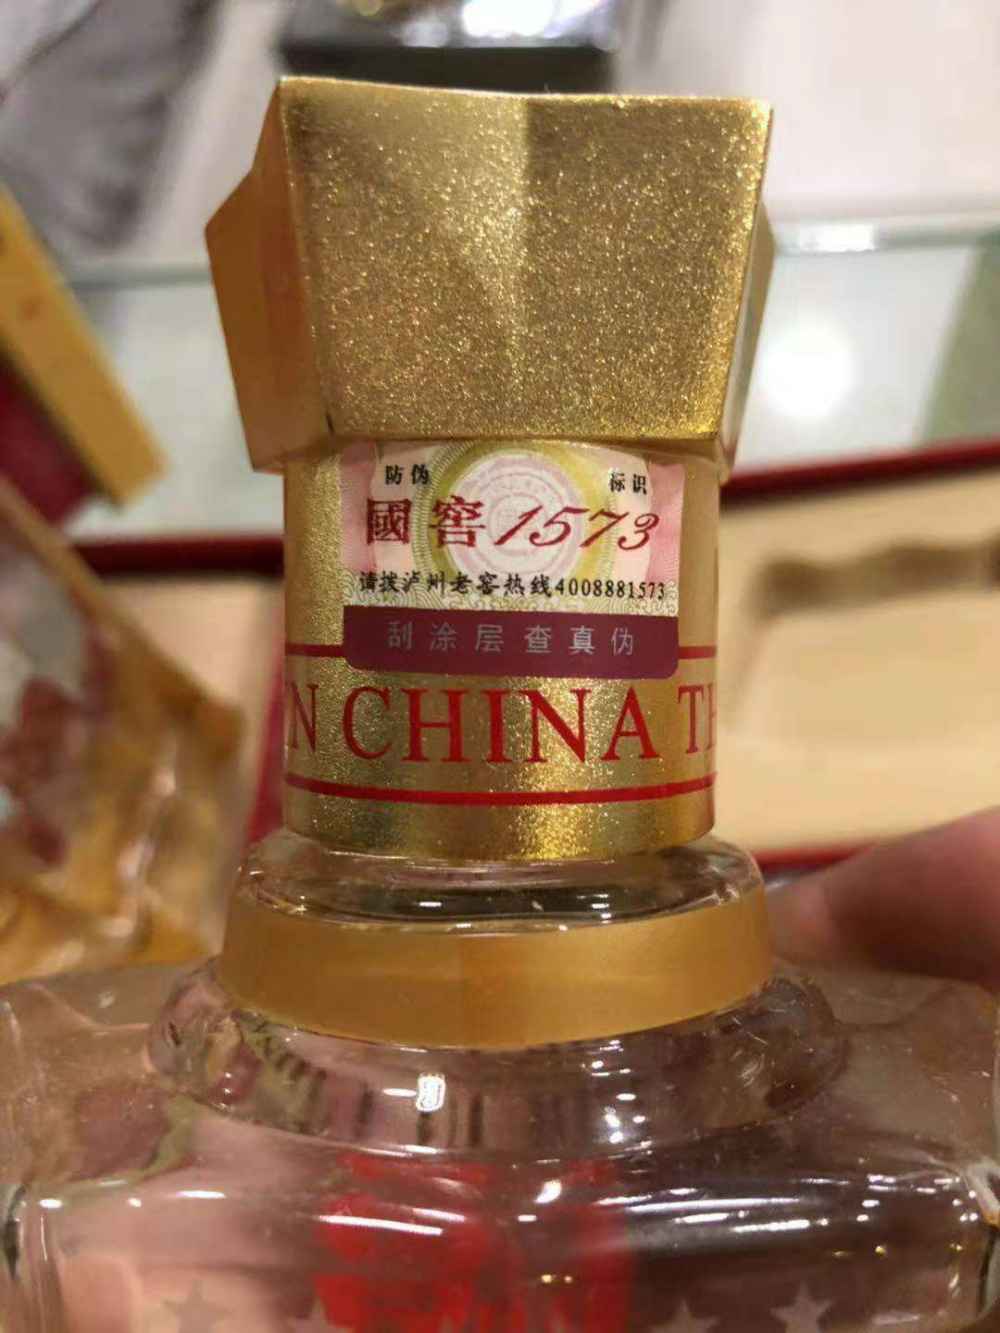 防伪 标识
國窖1573
请拨泸州老窖热线4008881573
刮涂层查真伪
N CHINA TH